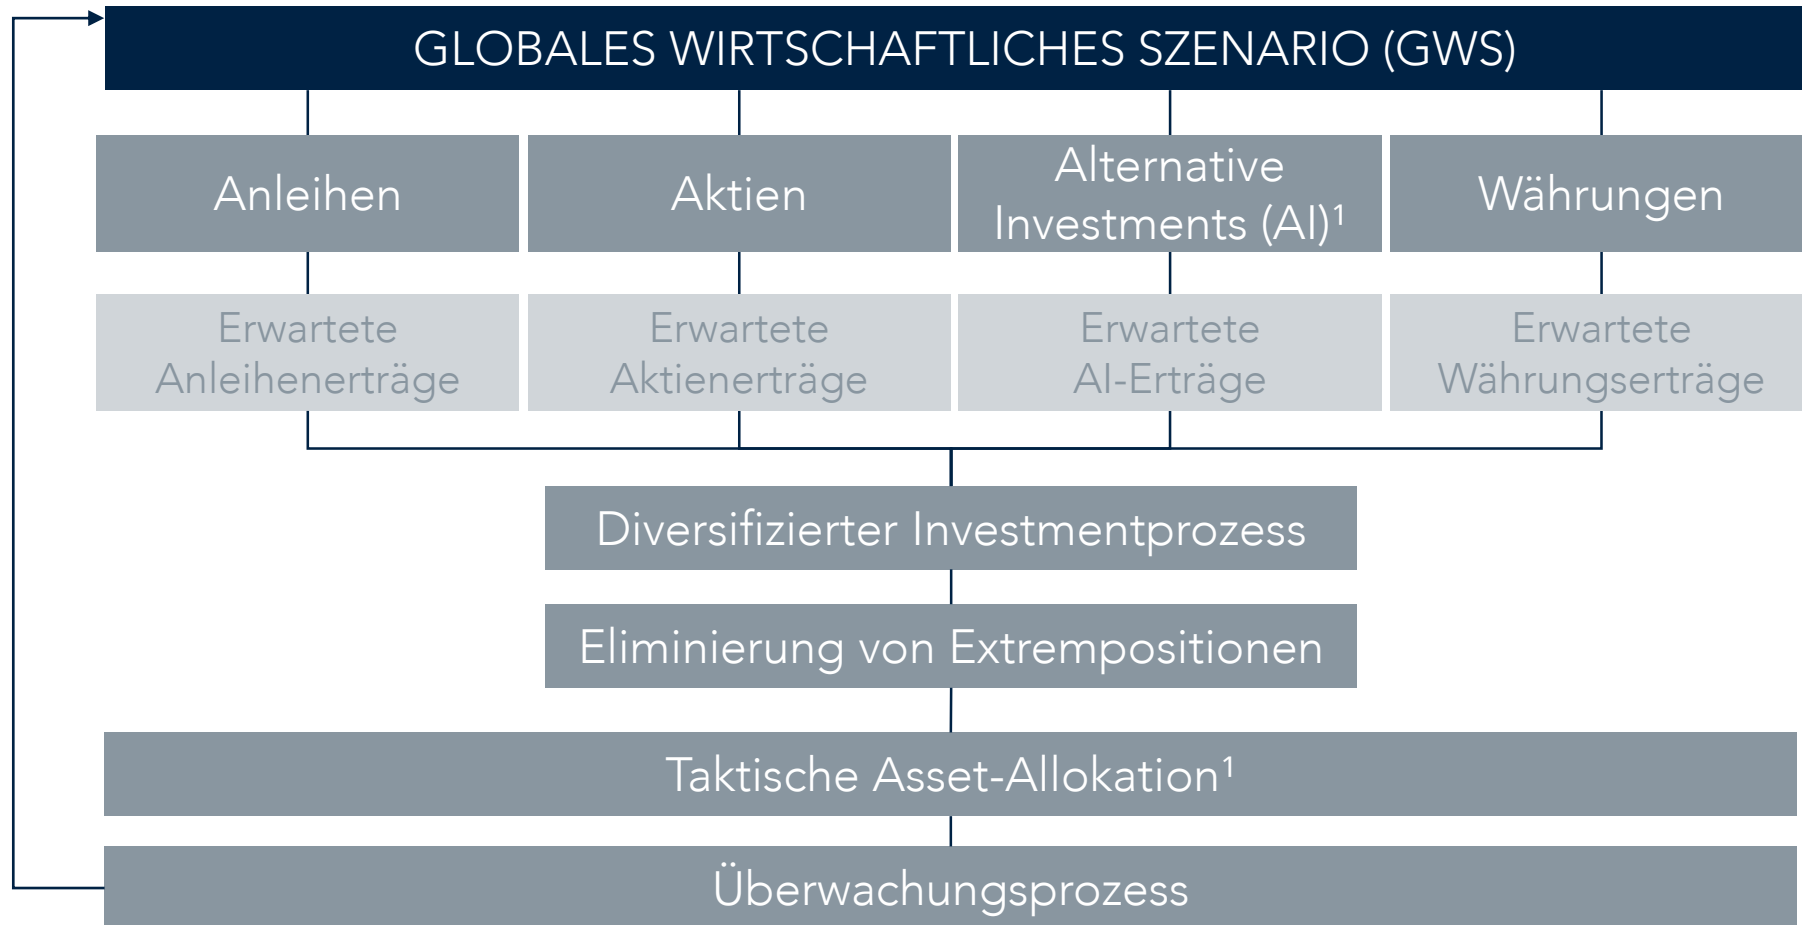 GLOBALES WIRTSCHAFTLICHES SZENARIO (GWS)
Anleihen
Aktien
Alternative
Investments (AI)¹
Währungen
Erwartete
Anleihenerträge
Erwartete
Aktienerträge
Erwartete
AI-Erträge
Erwartete
Währungserträge
Diversifizierter Investmentprozess
Eliminierung von Extrempositionen
Taktische Asset-Allokation¹
Überwachungsprozess